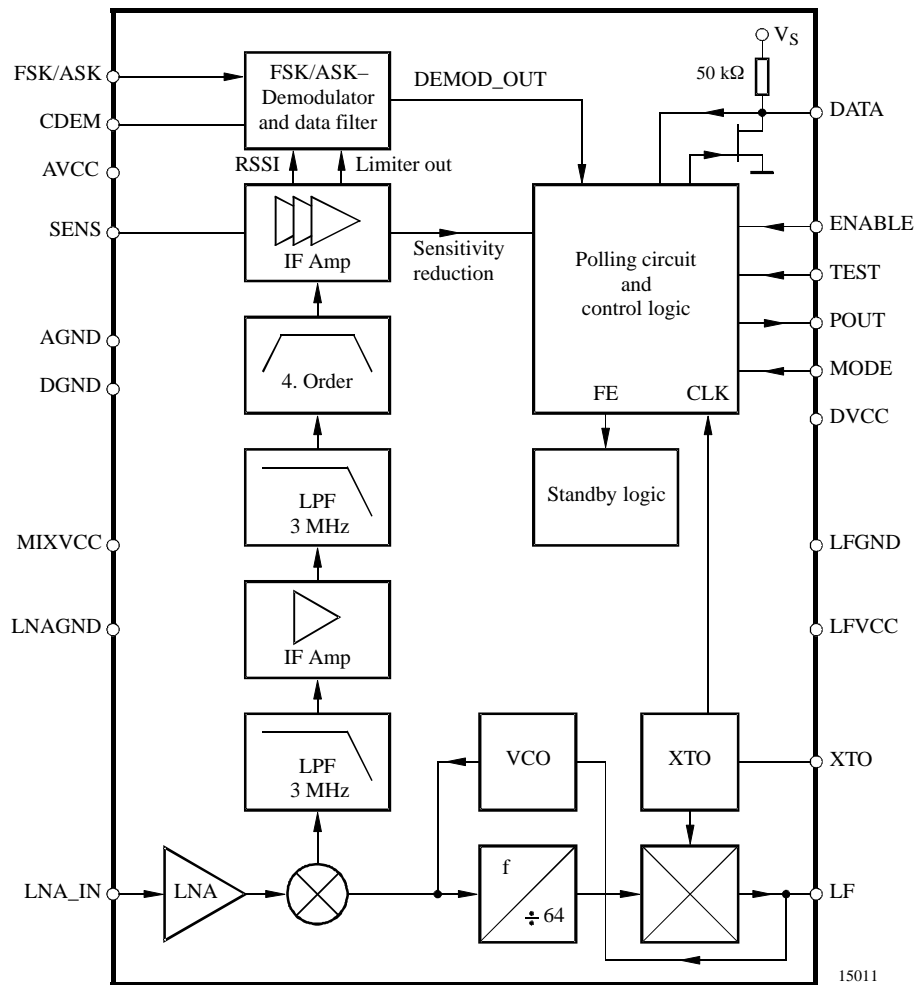 V_S
50 kΩ
FSK/ASK
CDEM
AVCC
SENS
AGND
DGND
MIXVCC
LNAGND
LNA_IN
FSK/ASK–
Demodulator
and data filter
DEMOD_OUT
RSSI
Limiter out
IF Amp
Sensitivity
reduction
4. Order
LPF
3 MHz
IF Amp
LPF
3 MHz
LNA
Polling circuit
and
control logic
FE
CLK
Standby logic
VCO
XTO
f
÷ 64
DATA
ENABLE
TEST
POUT
MODE
DVCC
LFGND
LFVCC
XTO
LF
15011